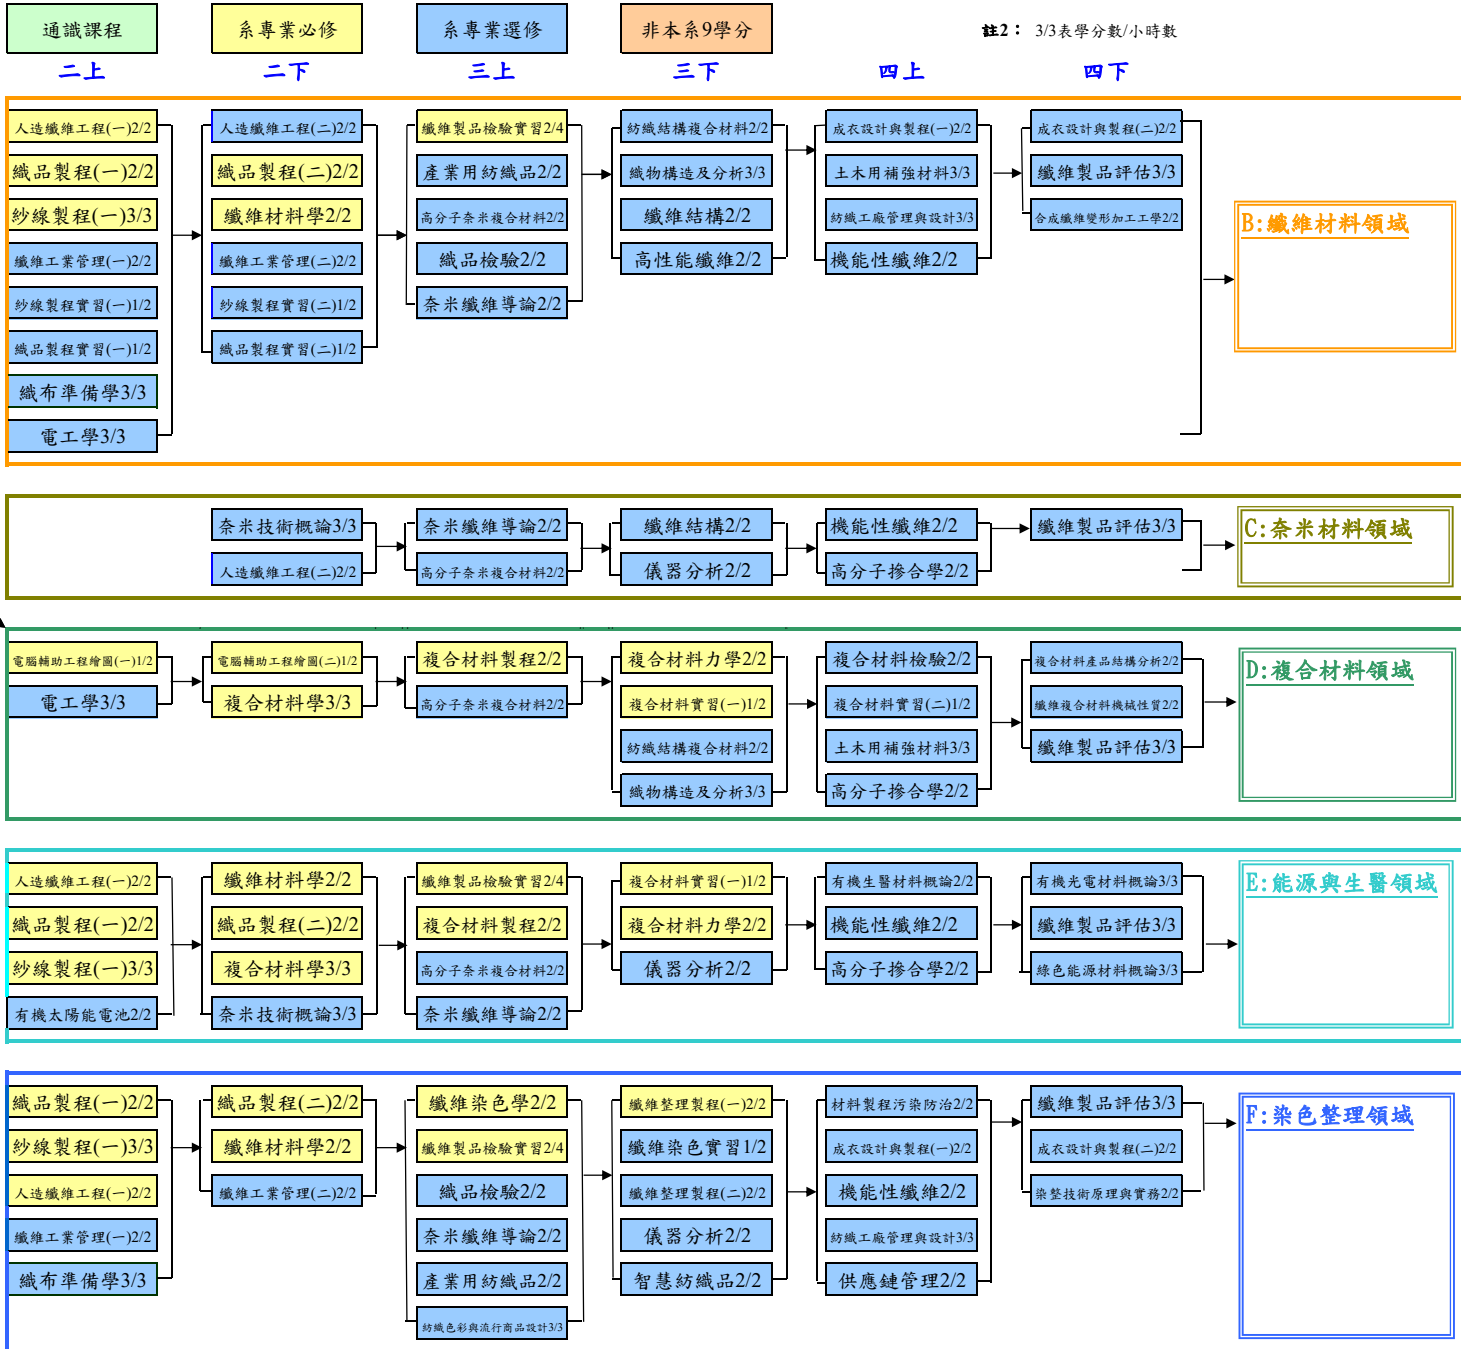 通識課程
系專業必修
系專業選修
非本系9學分
註2： 3/3表學分數/小時數
二上
二下
三上
三下
四上
四下
人造纖維工程(一)2/2
織品製程(一)2/2
紗線製程(一)3/3
纖維工業管理(一)2/2
紗線製程實習(一)1/2
織品製程實習(一)1/2
織布準備學3/3
電工學3/3
人造纖維工程(二)2/2
織品製程(二)2/2
纖維材料學2/2
纖維工業管理(二)2/2
紗線製程實習(二)1/2
織品製程實習(二)1/2
纖維製品檢驗實習2/4
產業用紡織品2/2
高分子奈米複合材料2/2
織品檢驗2/2
奈米纖維導論2/2
紡織結構複合材料2/2
織物構造及分析3/3
纖維結構2/2
高性能纖維2/2
成衣設計與製程(一)2/2
土木用補強材料3/3
紡織工廠管理與設計3/3
機能性纖維2/2
成衣設計與製程(二)2/2
纖維製品評估3/3
合成纖維變形加工工學2/2
B:纖維材料領域
奈米技術概論3/3
人造纖維工程(二)2/2
奈米纖維導論2/2
高分子奈米複合材料2/2
纖維結構2/2
儀器分析2/2
機能性纖維2/2
高分子摻合學2/2
纖維製品評估3/3
C:奈米材料領域
電腦輔助工程繪圖(一)1/2
電工學3/3
電腦輔助工程繪圖(二)1/2
複合材料學3/3
複合材料製程2/2
高分子奈米複合材料2/2
複合材料力學2/2
複合材料實習(一)1/2
紡織結構複合材料2/2
織物構造及分析3/3
複合材料檢驗2/2
複合材料實習(二)1/2
土木用補強材料3/3
高分子摻合學2/2
複合材料產品結構分析2/2
纖維複合材料機械性質2/2
纖維製品評估3/3
D:複合材料領域
人造纖維工程(一)2/2
織品製程(一)2/2
紗線製程(一)3/3
有機太陽能電池2/2
纖維材料學2/2
織品製程(二)2/2
複合材料學3/3
奈米技術概論3/3
纖維製品檢驗實習2/4
複合材料製程2/2
高分子奈米複合材料2/2
奈米纖維導論2/2
複合材料實習(一)1/2
複合材料力學2/2
儀器分析2/2
有機生醫材料概論2/2
機能性纖維2/2
高分子摻合學2/2
有機光電材料概論3/3
纖維製品評估3/3
綠色能源材料概論3/3
E:能源與生醫領域
織品製程(一)2/2
紗線製程(一)3/3
人造纖維工程(一)2/2
纖維工業管理(一)2/2
織布準備學3/3
織品製程(二)2/2
纖維材料學2/2
纖維工業管理(二)2/2
纖維染色學2/2
纖維製品檢驗實習2/4
織品檢驗2/2
奈米纖維導論2/2
產業用紡織品2/2
紡織色彩與流行商品設計3/3
纖維整理製程(一)2/2
纖維染色實習1/2
纖維整理製程(二)2/2
儀器分析2/2
智慧紡織品2/2
材料製程污染防治2/2
成衣設計與製程(一)2/2
機能性纖維2/2
紡織工廠管理與設計3/3
供應鏈管理2/2
纖維製品評估3/3
成衣設計與製程(二)2/2
染整技術原理與實務2/2
F:染色整理領域